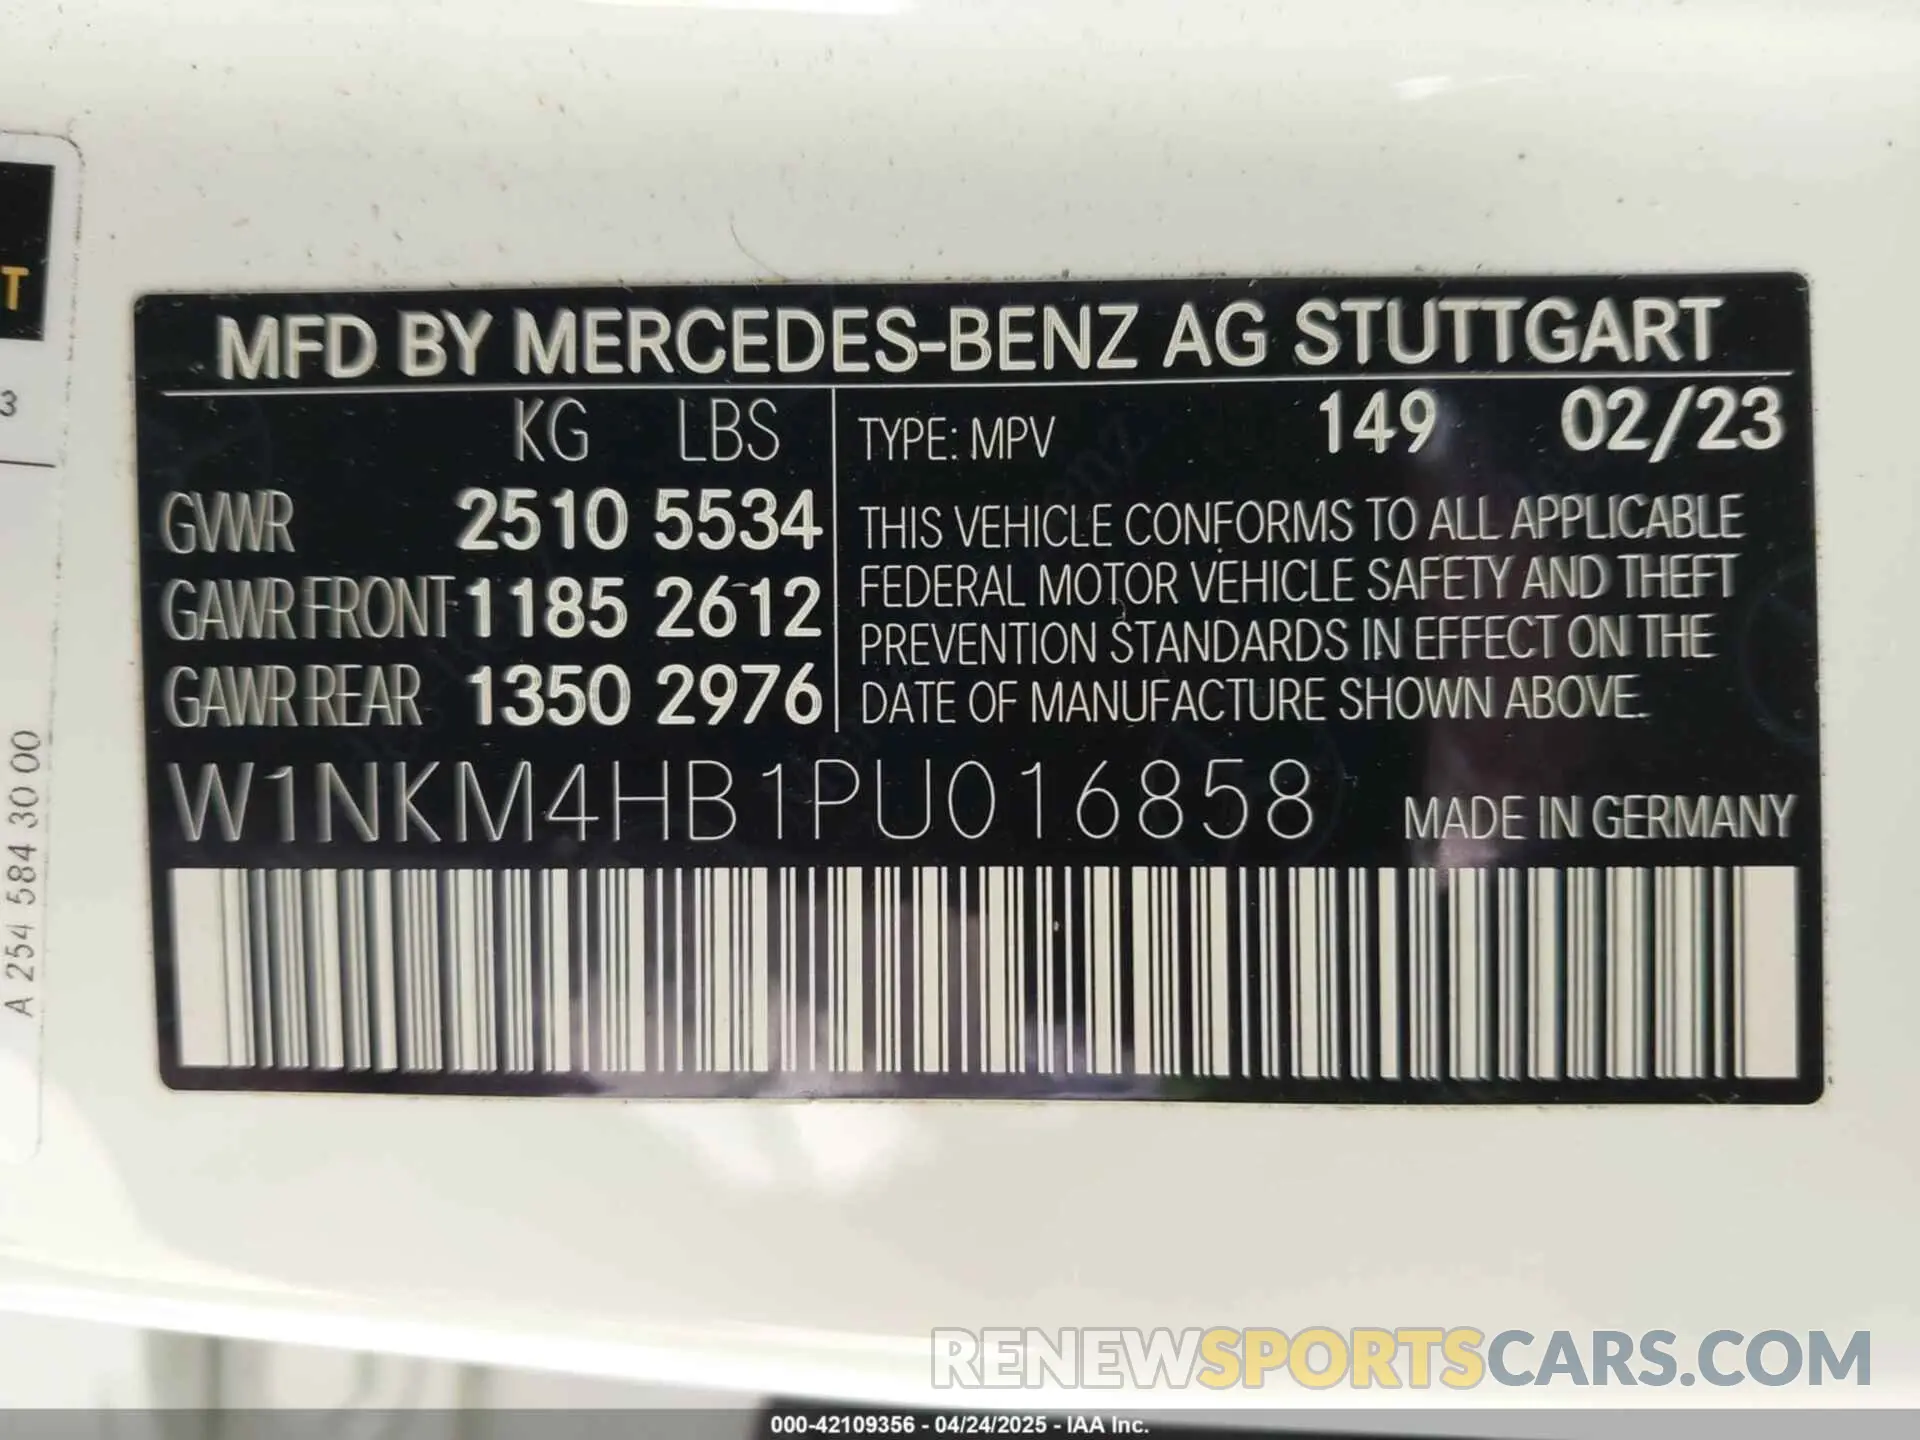 MFD BY MERCEDES-BENZ AG STUTTGART
KG LBS
GVWR 2510 5534
GAWR FRONT 1185 2612
GAWR REAR 1350 2976
TYPE: MPV 149 02/23
THIS VEHICLE CONFORMS TO ALL APPLICABLE
FEDERAL MOTOR VEHICLE SAFETY AND THEFT
PREVENTION STANDARDS IN EFFECT ON THE
DATE OF MANUFACTURE SHOWN ABOVE.
W1NKM4HB1PU016858 MADE IN GERMANY
T
3
A 254 584 30 00
RENEWSPORTSCARS.COM
000-42109356 - 04/24/2025 - IAA Inc.